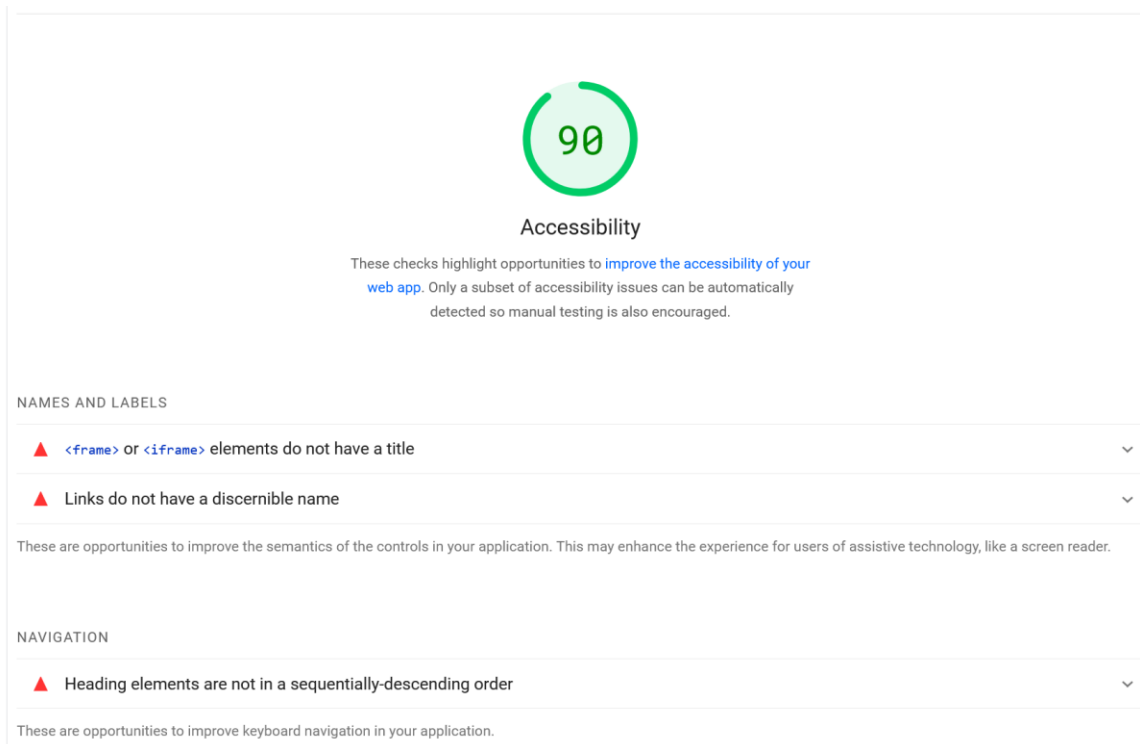 90
Accessibility
These checks highlight opportunities to improve the accessibility of your
web app. Only a subset of accessibility issues can be automatically
detected so manual testing is also encouraged.
NAMES AND LABELS
<frame> or <iframe> elements do not have a title
Links do not have a discernible name
These are opportunities to improve the semantics of the controls in your application. This may enhance the experience for users of assistive technology, like a screen reader.
NAVIGATION
Heading elements are not in a sequentially-descending order
These are opportunities to improve keyboard navigation in your application.